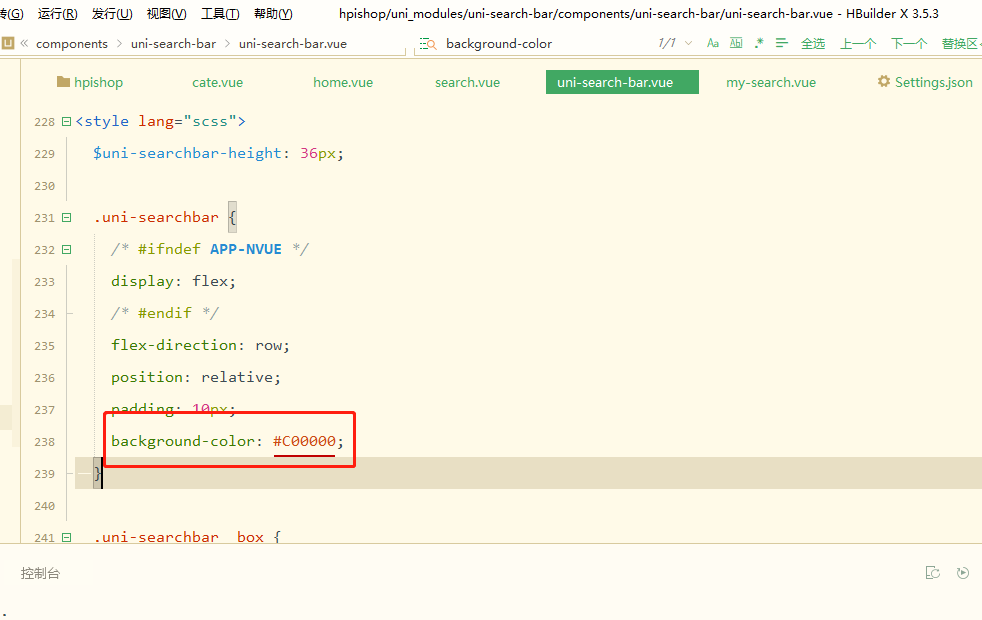 转(G) 运行(R) 发行(U) 视图(V) 工具(T) 帮助(Y) hpishop/uni_modules/uni-search-bar/components/uni-search-bar/uni-search-bar.vue - HBuilder X 3.5.3
U « components > uni-search-bar > uni-search-bar.vue background-color 1/1 Aa AB .* 全选 上一个 下一个 替换区
hpishop cate.vue home.vue search.vue uni-search-bar.vue my-search.vue Settings.json
228 <style lang="scss">
229 $uni-searchbar-height: 36px;
230
231 .uni-searchbar {
232 /* #ifndef APP-NVUE */
233 display: flex;
234 /* #endif */
235 flex-direction: row;
236 position: relative;
237 padding: 10px;
238 background-color: #C00000;
239 }
240
241 .uni-searchbar__box {
控制台
.